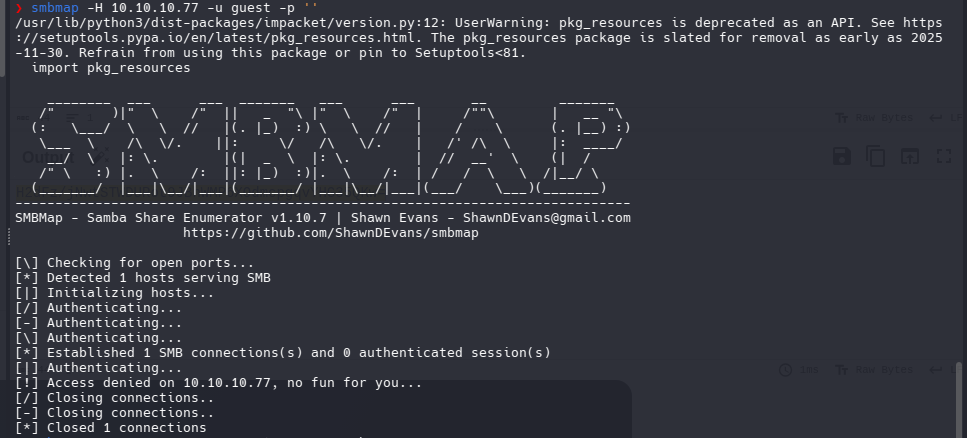 ❯ smbmap -H 10.10.10.77 -u guest -p ''
/usr/lib/python3/dist-packages/impacket/version.py:12: UserWarning: pkg_resources is deprecated as an API. See https
://setuptools.pypa.io/en/latest/pkg_resources.html. The pkg_resources package is slated for removal as early as 2025
-11-30. Refrain from using this package or pin to Setuptools<81.
  import pkg_resources
SMBMap - Samba Share Enumerator v1.10.7 | Shawn Evans - ShawnDEvans@gmail.com
https://github.com/ShawnDEvans/smbmap
[\] Checking for open ports...
[*] Detected 1 hosts serving SMB
[|] Initializing hosts...
[/] Authenticating...
[-] Authenticating...
[\] Authenticating...
[*] Established 1 SMB connections(s) and 0 authenticated session(s)
[|] Authenticating...
[!] Access denied on 10.10.10.77, no fun for you...
[/] Closing connections..
[-] Closing connections..
[*] Closed 1 connections
Raw Bytes
Output
Raw Bytes